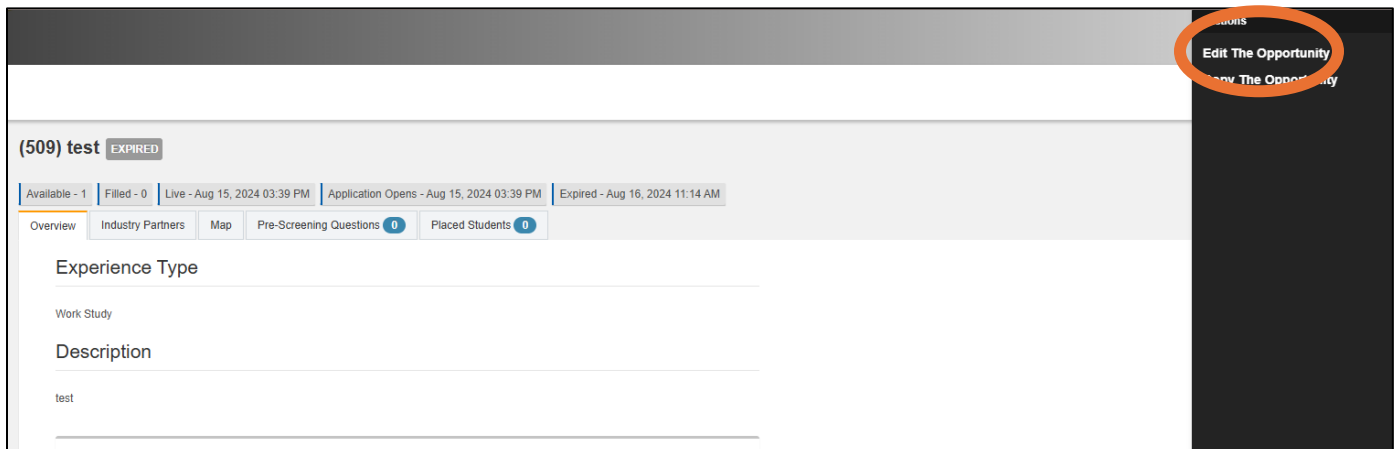 Edit The Opportunity
The Opportunity
(509) test EXPIRED
Available - 1 Filled - 0 Live - Aug 15, 2024 03:39 PM Application Opens - Aug 15, 2024 03:39 PM Expired - Aug 16, 2024 11:14 AM
Overview Industry Partners Map Pre-Screening Questions 0 Placed Students 0
Experience Type
Work Study
Description
test